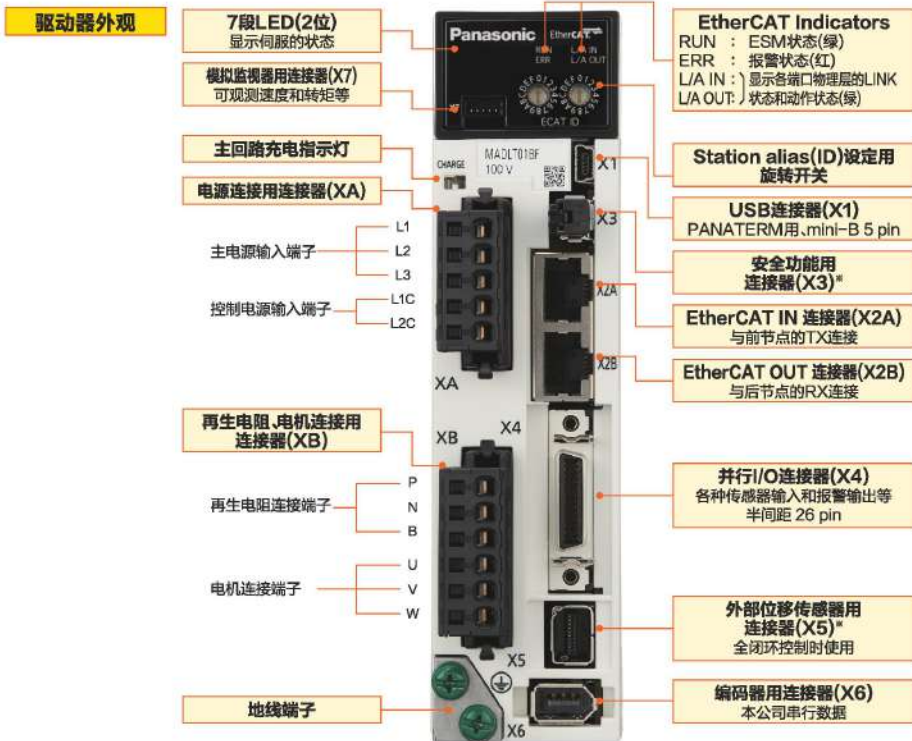 驱动器外观
7段LED(2位)
显示伺服的状态
模拟监视器用连接器(X7)
可观测速度和转矩等
主回路充电指示灯
电源连接用连接器(XA)
L1
主电源输入端子
L2
L3
控制电源输入端子
L1C
L2C
再生电阻、电机连接用
连接器(XB)
P
再生电阻连接端子
N
B
U
电机连接端子
V
W
地线端子
Panasonic
EtherCAT
RUN
L/A IN
ERR
L/A OUT
X7
ECAT ID
CHARGE
MADLT01BF
100 V
X1
X3
X2A
X2B
XA
XB
X4
X5
X6
EtherCAT Indicators
RUN : ESM状态(绿)
ERR : 报警状态(红)
L/A IN : 显示各端口物理层的LINK
L/A OUT : 状态和动作状态(绿)
Station alias(ID)设定用
旋转开关
USB连接器(X1)
PANATERM用、mini-B 5 pin
安全功能用
连接器(X3)*
EtherCAT IN 连接器(X2A)
与前节点的TX连接
EtherCAT OUT 连接器(X2B)
与后节点的RX连接
并行I/O连接器(X4)
各种传感器输入和报警输出等
半间距 26 pin
外部位移传感器用
连接器(X5)*
全闭环控制时使用
编码器用连接器(X6)
本公司串行数据